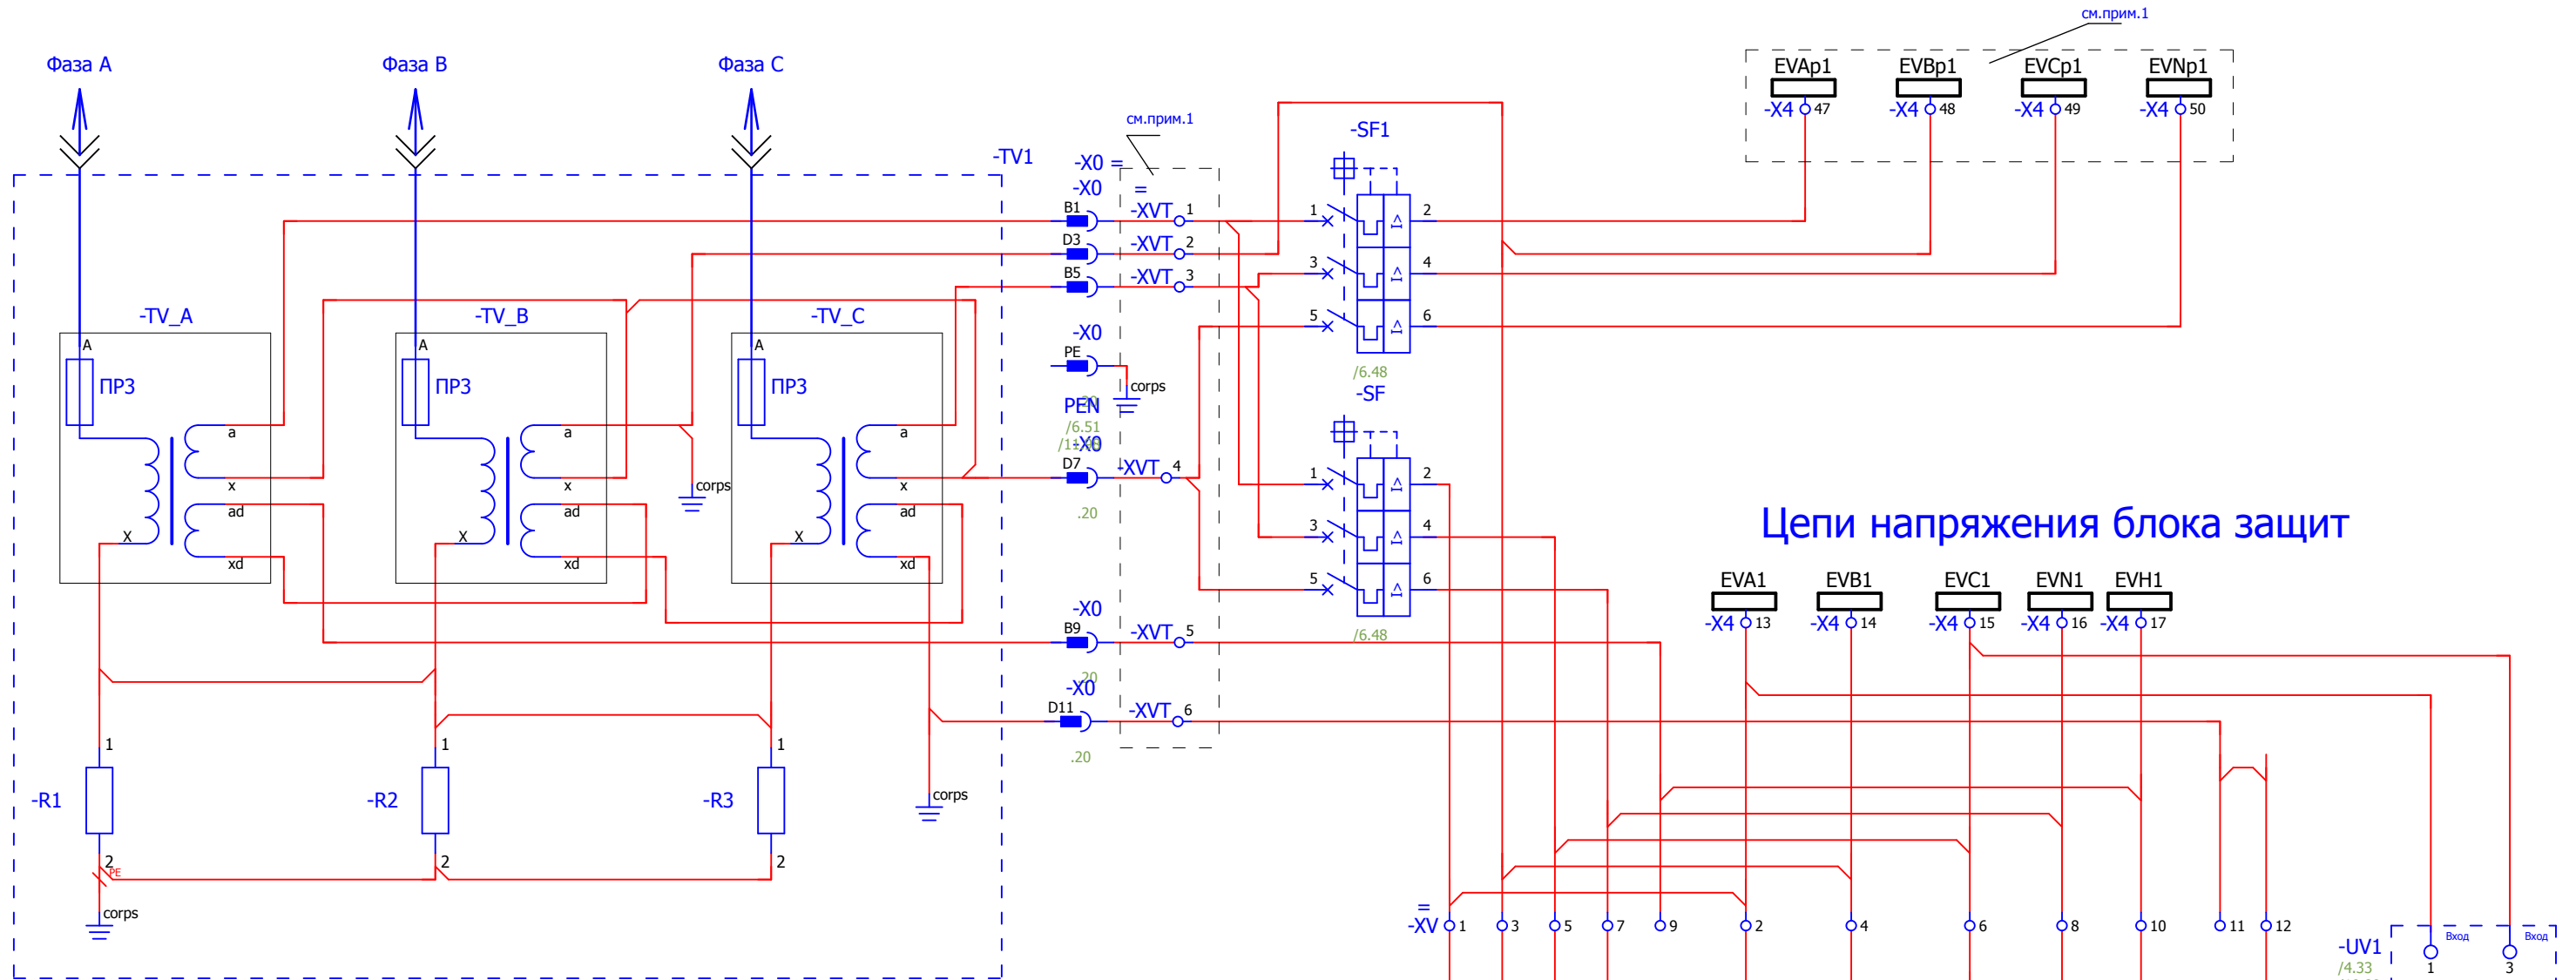 см.прим.1
Фаза A Фаза B Фаза C
EVAp1 EVBp1 EVCp1 EVNp1
-X4 47 -X4 48 -X4 49 -X4 50
см.прим.1
-SF1
-TV1
-X0 =
-X0 =
B1 -XVT 1
D3 -XVT 2
B5 -XVT 3
1 2
3 4
5 6
/6.48
-TV_A -TV_B -TV_C
A A A
ПР3 ПР3 ПР3
-X0
PE
corps
.20
PEN
/6.51
-X0
D7 -XVT 4
.20
-SF
1 2
3 4
5 6
/6.48
a a a
x x x
corps
ad ad ad
X X X
xd xd xd
Цепи напряжения блока защит
EVA1 EVB1 EVC1 EVN1 EVH1
-X4 13 -X4 14 -X4 15 -X4 16 -X4 17
-X0
B9 -XVT 5
.20
-X0
D11 -XVT 6
.20
1 1 1
-R1 -R2 -R3
corps
2 2 2
PE
corps
=
-XV 1 3 5 7 9 2 4 6 8 10 11 12
-UV1
/4.33
Вход Вход
1 3